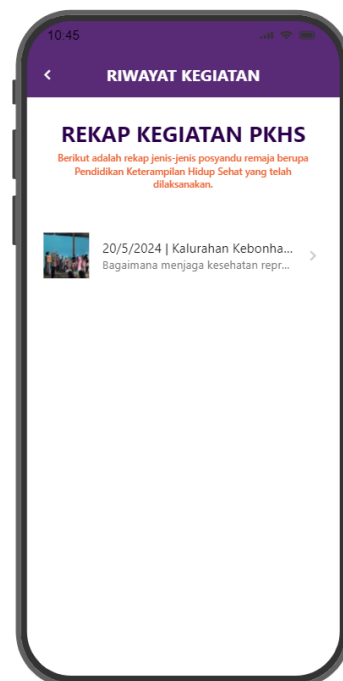 10:45
RIWAYAT KEGIATAN
REKAP KEGIATAN PKHS
Berikut adalah rekap jenis-jenis posyandu remaja berupa
Pendidikan Keterampilan Hidup Sehat yang telah
dilaksanakan.
20/5/2024 | Kalurahan Kebonha...
Bagaimana menjaga kesehatan repr...